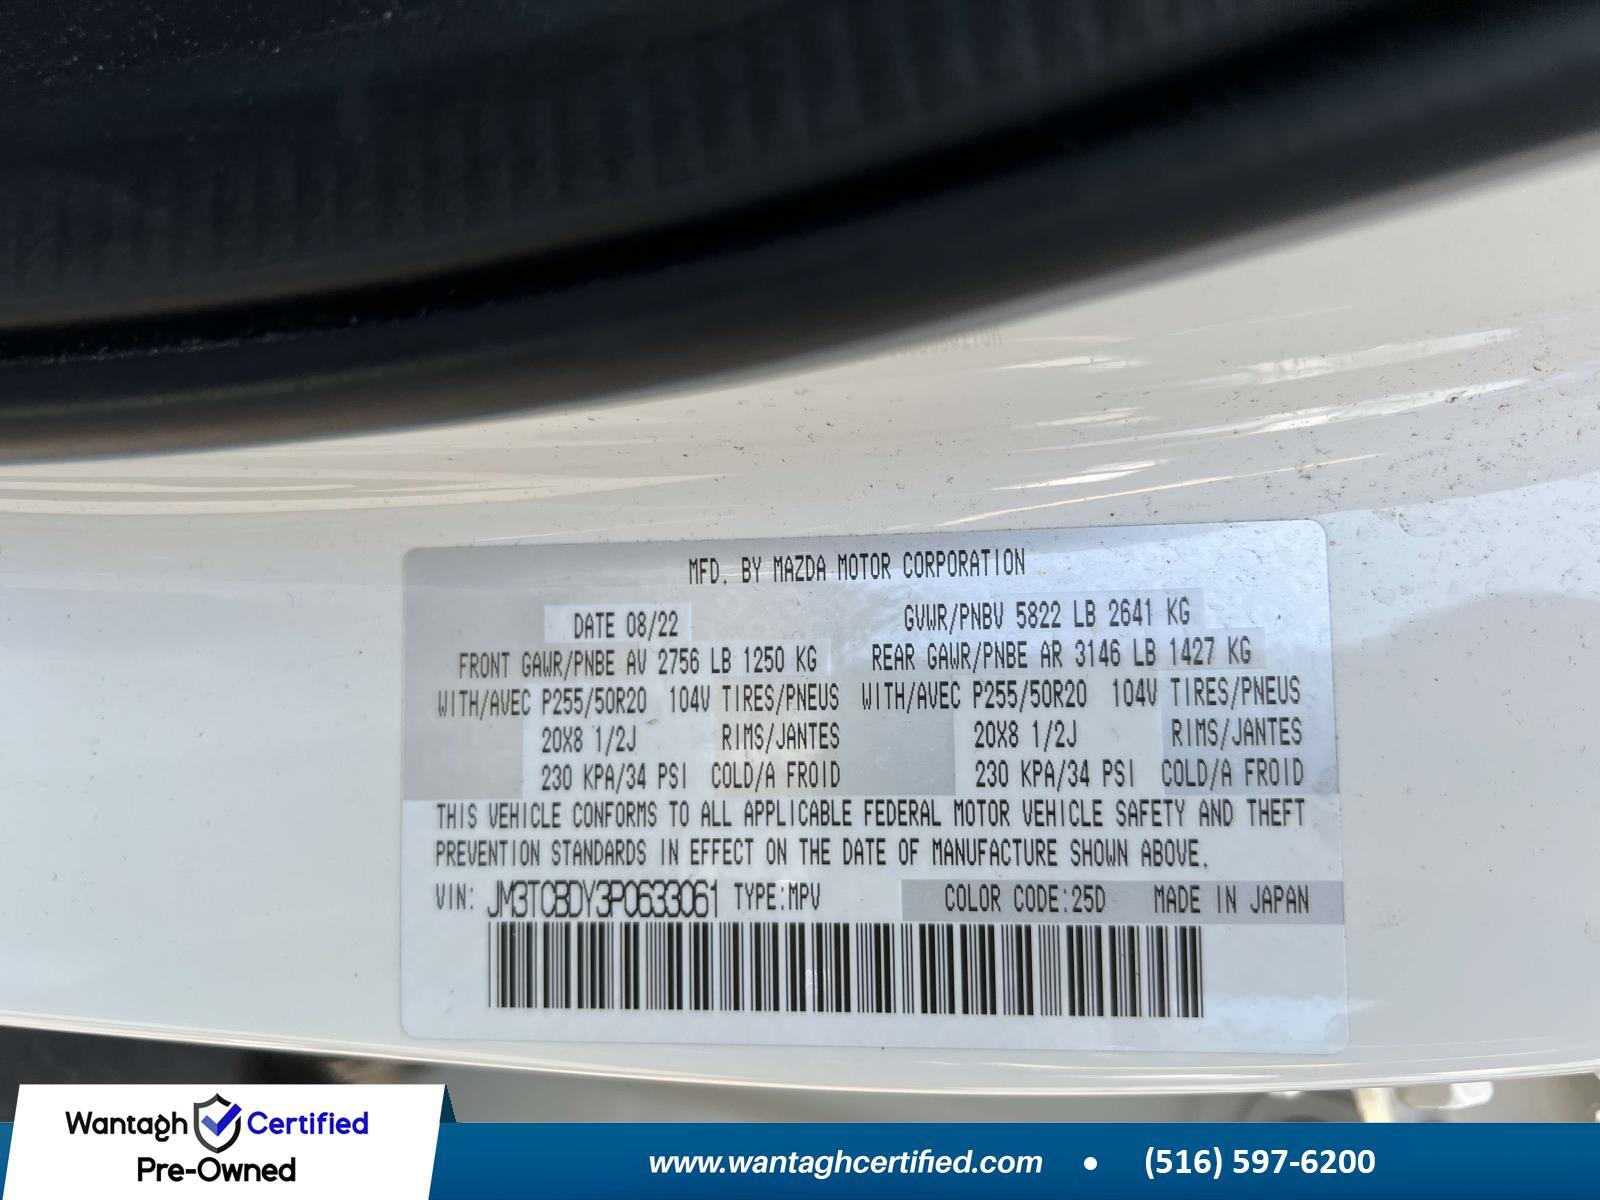 MFD. BY MAZDA MOTOR CORPORATION
DATE 08/22 GVWR/PNBV 5822 LB 2641 KG
FRONT GAWR/PNBE AV 2756 LB 1250 KG REAR GAWR/PNBE AR 3146 LB 1427 KG
WITH/AVEC P255/50R20 104V TIRES/PNEUS WITH/AVEC P255/50R20 104V TIRES/PNEUS
20X8 1/2J RIMS/JANTES 20X8 1/2J RIMS/JANTES
230 KPA/34 PSI COLD/A FROID 230 KPA/34 PSI COLD/A FROID
THIS VEHICLE CONFORMS TO ALL APPLICABLE FEDERAL MOTOR VEHICLE SAFETY AND THEFT
PREVENTION STANDARDS IN EFFECT ON THE DATE OF MANUFACTURE SHOWN ABOVE.
VIN: JM3TCBDY3P0633061 TYPE:MPV COLOR CODE:25D MADE IN JAPAN
Wantagh Certified
Pre-Owned
www.wantaghcertified.com • (516) 597-6200